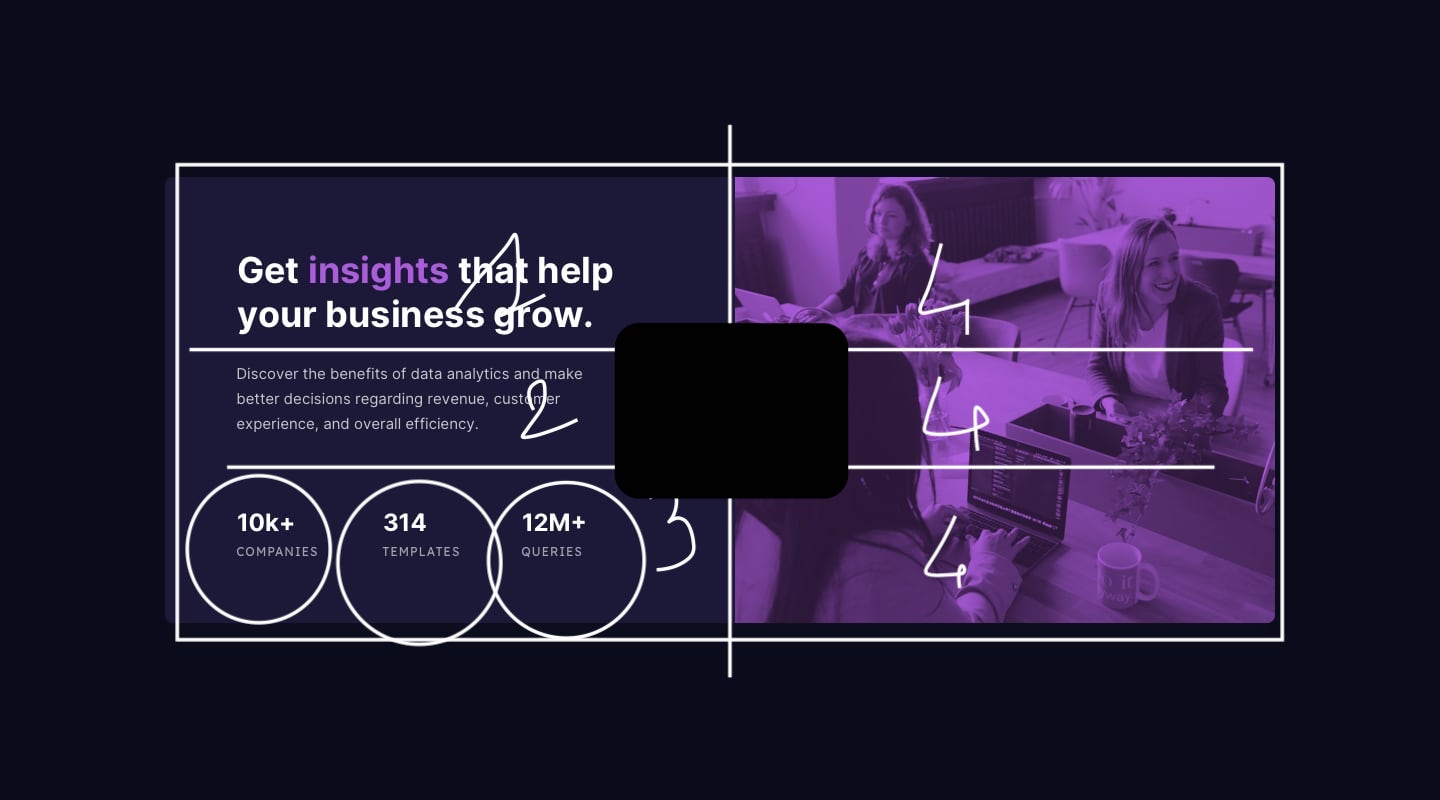 Get insights that help
your business grow.
1
Discover the benefits of data analytics and make
better decisions regarding revenue, customer
experience, and overall efficiency.
2
10k+ 314 12M+
COMPANIES TEMPLATES QUERIES
3
4
4
4